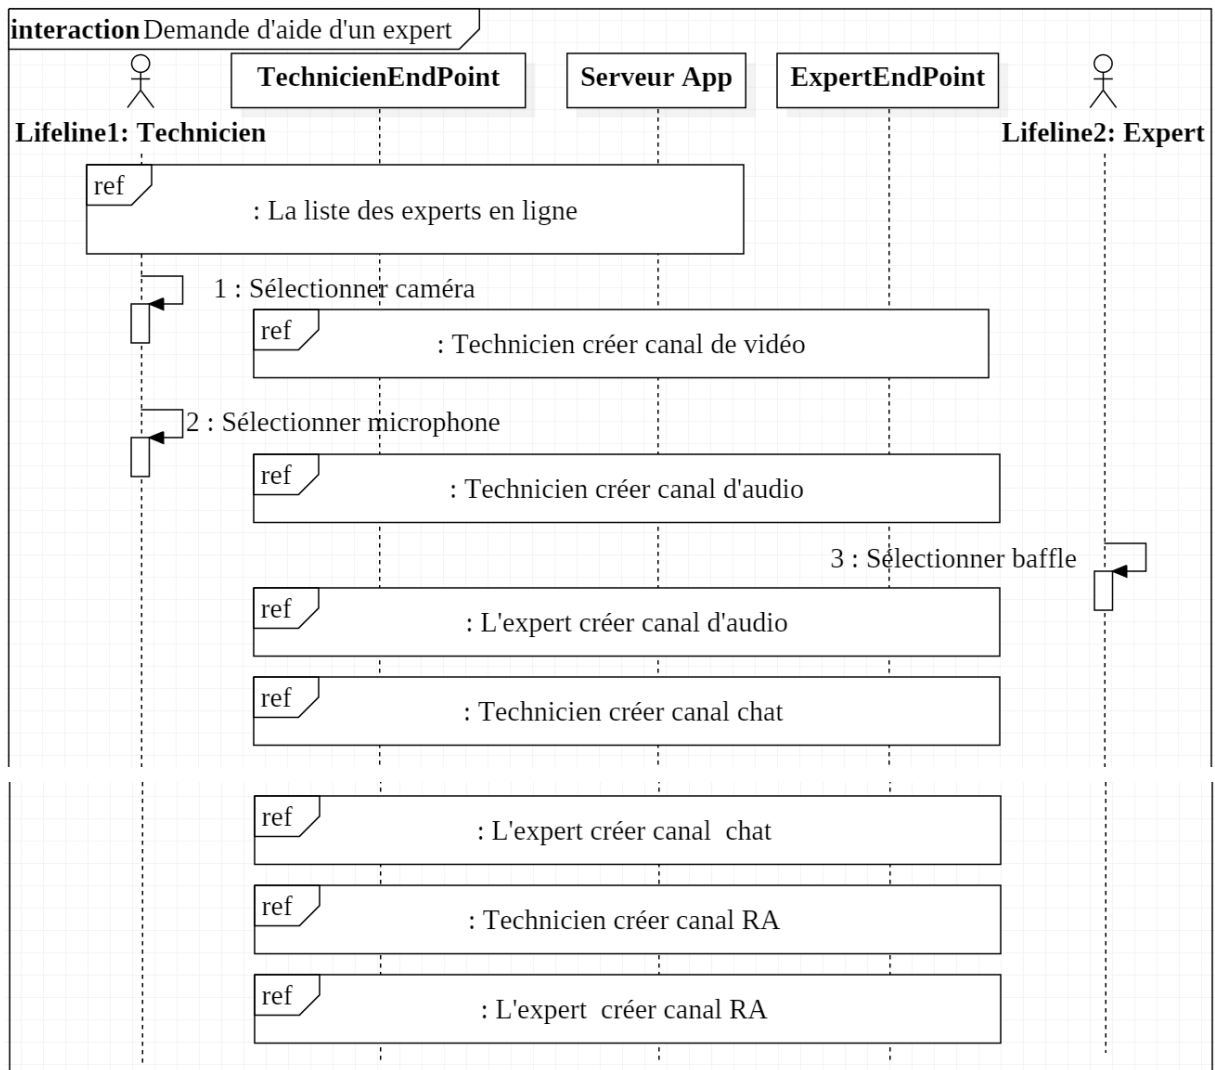 interaction Demande d'aide d'un expert
TechnicienEndPoint
Serveur App
ExpertEndPoint
Lifeline1: Technicien
Lifeline2: Expert
ref
: La liste des experts en ligne
1 : Sélectionner caméra
ref
: Technicien créer canal de vidéo
2 : Sélectionner microphone
ref
: Technicien créer canal d'audio
3 : Sélectionner baffle
ref
: L'expert créer canal d'audio
ref
: Technicien créer canal chat
ref
: L'expert créer canal  chat
ref
: Technicien créer canal RA
ref
: L'expert  créer canal RA